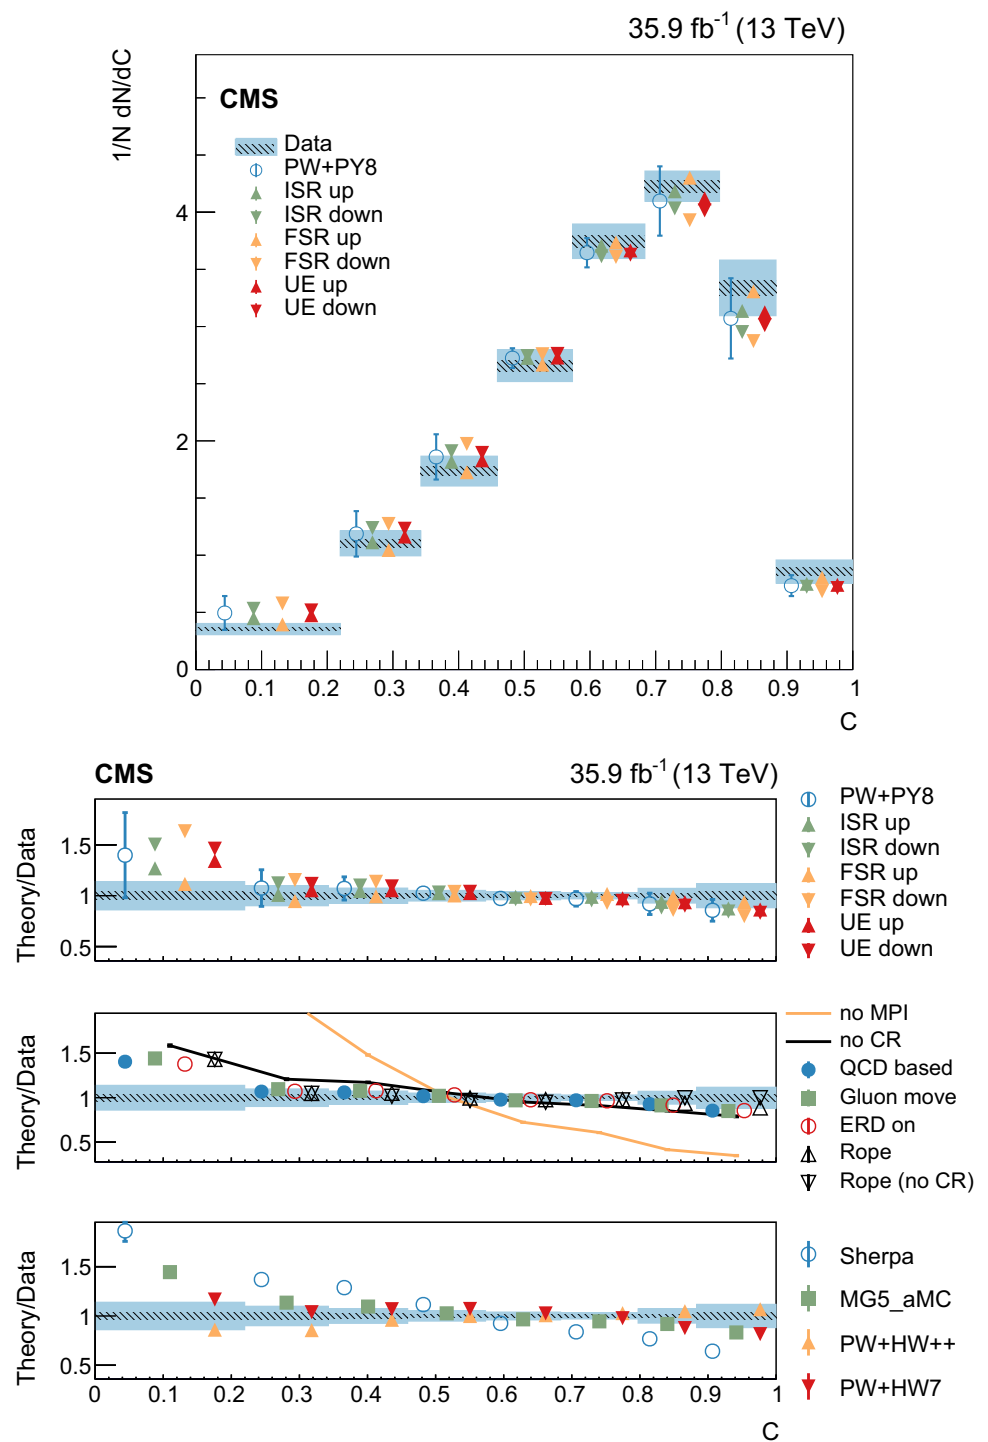 35.9 fb⁻¹ (13 TeV)
1/N dN/dC
CMS
Data
PW+PY8
ISR up
ISR down
FSR up
FSR down
UE up
UE down
4
2
0
0 0.1 0.2 0.3 0.4 0.5 0.6 0.7 0.8 0.9 1
C
CMS 35.9 fb⁻¹ (13 TeV)
Theory/Data
1.5
1
0.5
PW+PY8
ISR up
ISR down
FSR up
FSR down
UE up
UE down
Theory/Data
1.5
1
0.5
no MPI
no CR
QCD based
Gluon move
ERD on
Rope
Rope (no CR)
Theory/Data
1.5
1
0.5
Sherpa
MG5_aMC
PW+HW++
PW+HW7
0 0.1 0.2 0.3 0.4 0.5 0.6 0.7 0.8 0.9 1
C